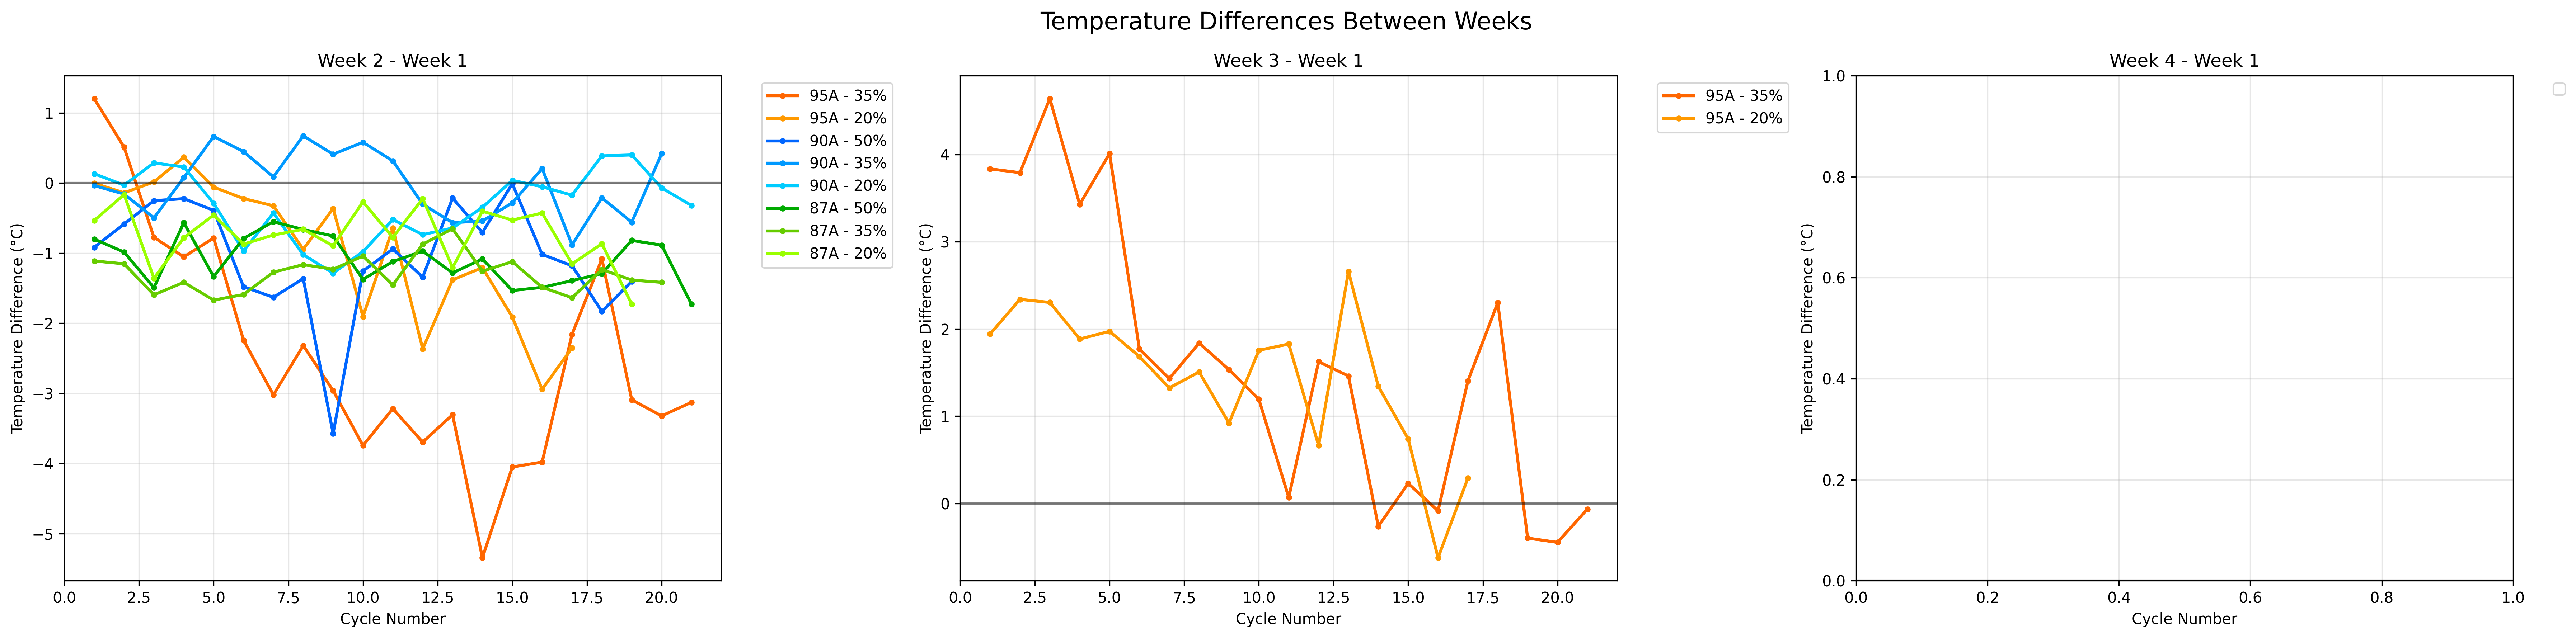 Temperature Differences Between Weeks
Week 2 - Week 1
1
0
−1
−2
−3
−4
−5
Temperature Difference (°C)
0.0 2.5 5.0 7.5 10.0 12.5 15.0 17.5 20.0
Cycle Number
95A - 35%
95A - 20%
90A - 50%
90A - 35%
90A - 20%
87A - 50%
87A - 35%
87A - 20%
Week 3 - Week 1
4
3
2
1
0
Temperature Difference (°C)
0.0 2.5 5.0 7.5 10.0 12.5 15.0 17.5 20.0
Cycle Number
95A - 35%
95A - 20%
Week 4 - Week 1
1.0
0.8
0.6
0.4
0.2
0.0
Temperature Difference (°C)
0.0 0.2 0.4 0.6 0.8 1.0
Cycle Number